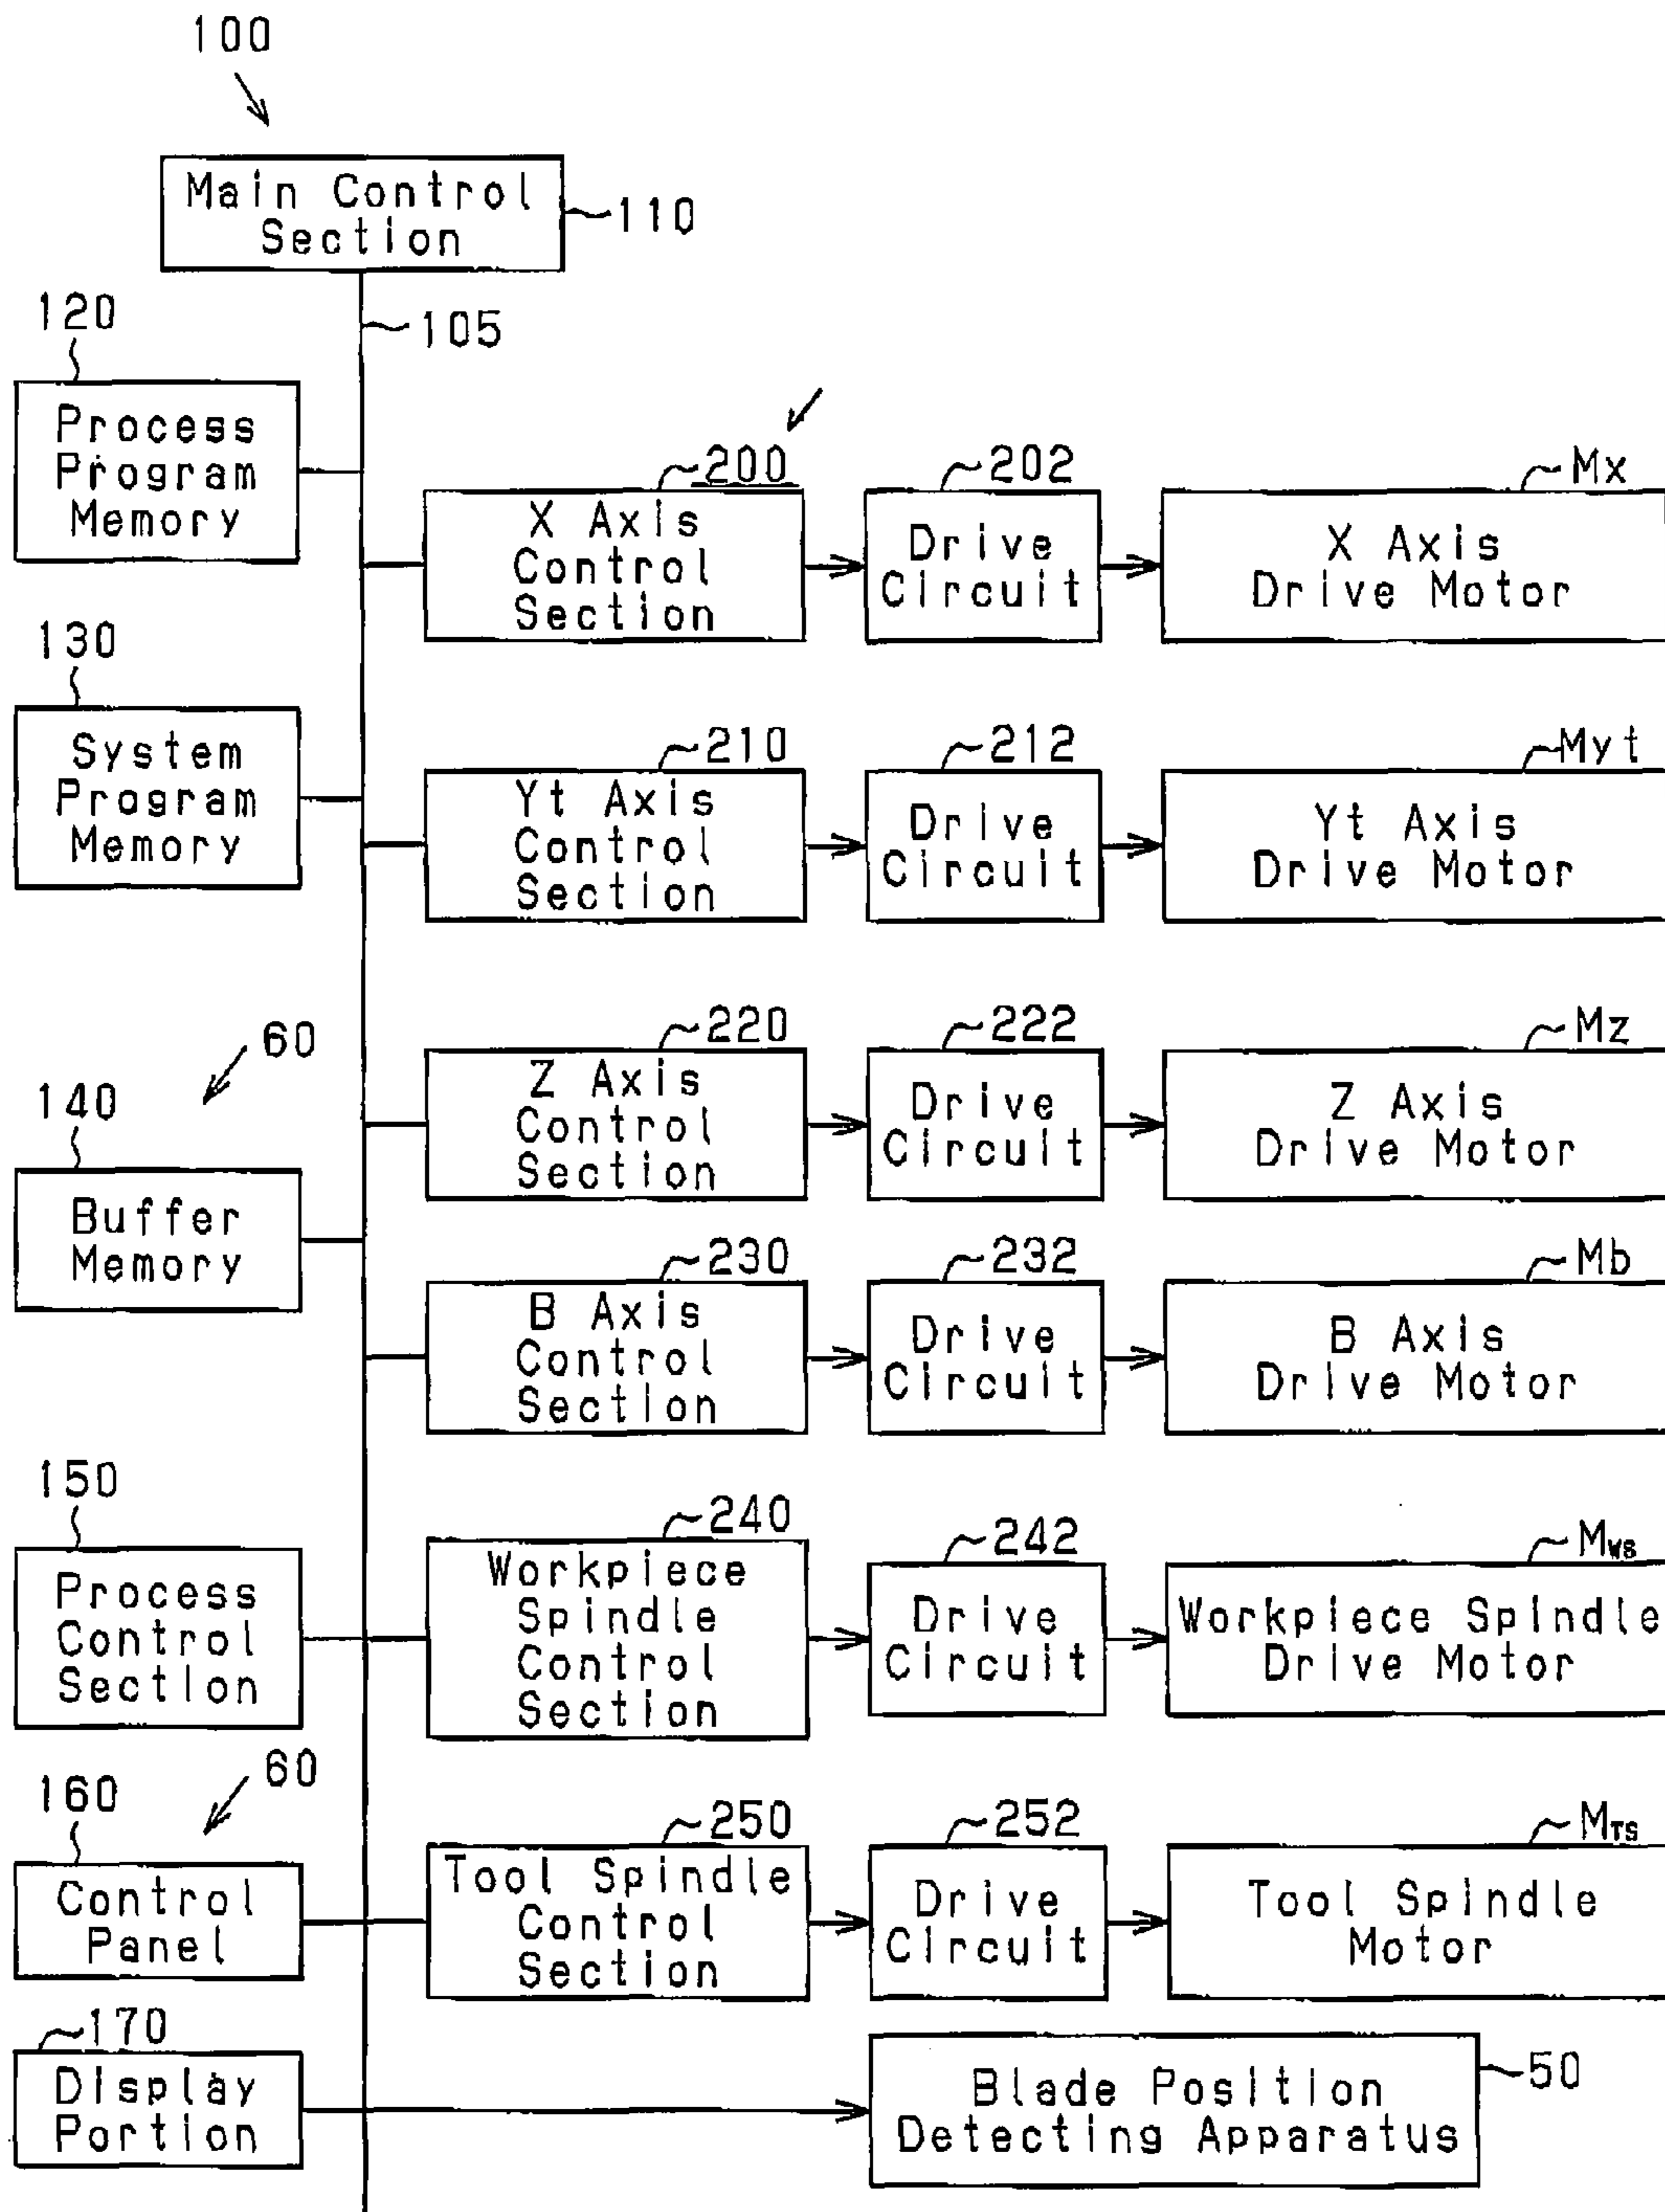 100
Main Control
Section
110
105
120
Process
Program
Memory
200
X Axis
Control
Section
202
Drive
Circuit
Mx
X Axis
Drive Motor
130
System
Program
Memory
210
Yt Axis
Control
Section
212
Drive
Circuit
Myt
Yt Axis
Drive Motor
60
140
Buffer
Memory
220
Z Axis
Control
Section
222
Drive
Circuit
Mz
Z Axis
Drive Motor
230
B Axis
Control
Section
232
Drive
Circuit
Mb
B Axis
Drive Motor
150
Process
Control
Section
240
Workpiece
Spindle
Control
Section
242
Drive
Circuit
Mws
Workpiece Spindle
Drive Motor
60
160
Control
Panel
250
Tool Spindle
Control
Section
252
Drive
Circuit
MTS
Tool Spindle
Motor
170
Display
Portion
50
Blade Position
Detecting Apparatus